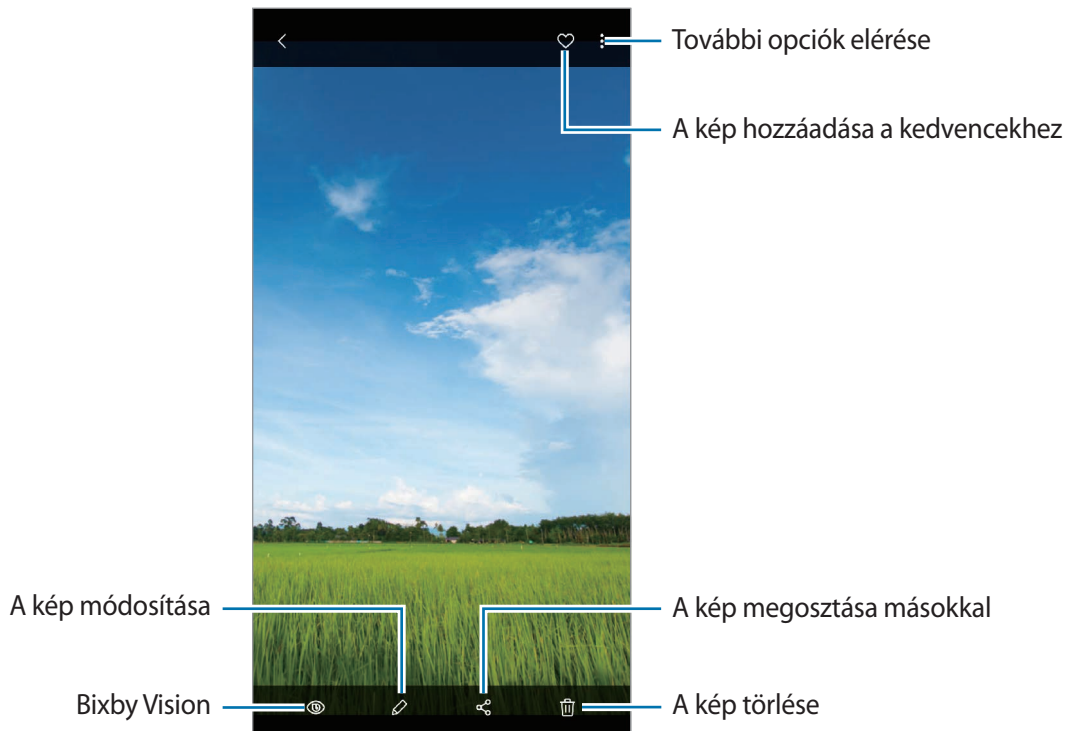 További opciók elérése
A kép hozzáadása a kedvencekhez
A kép módosítása
A kép megosztása másokkal
Bixby Vision
A kép törlése